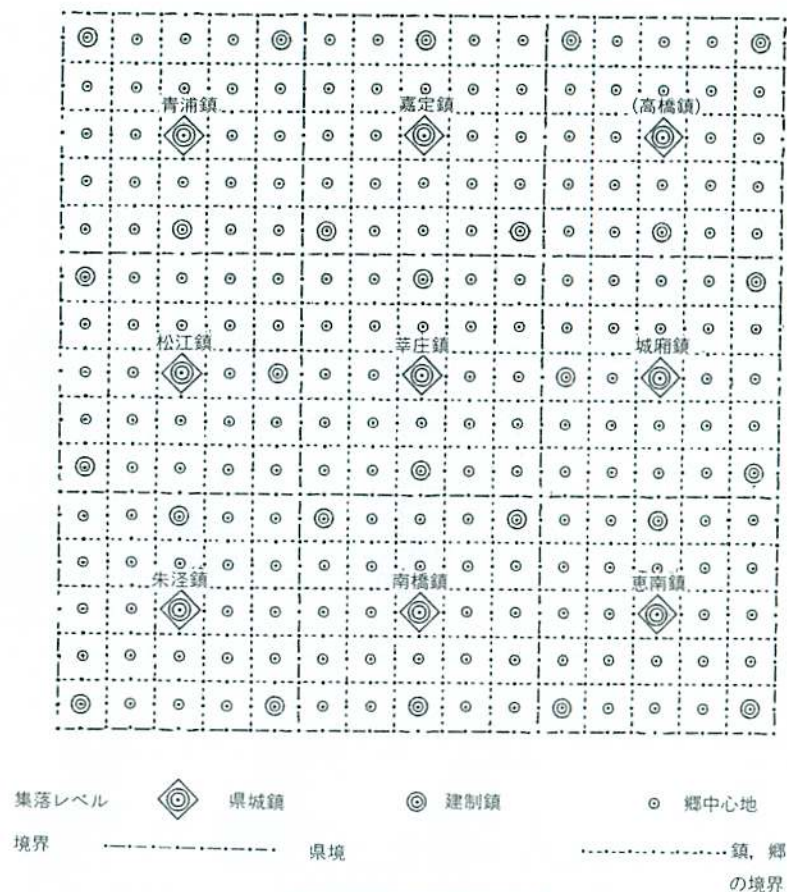 青浦鎮 嘉定鎮 (高橋鎮)
松江鎮 莘庄鎮 城廂鎮
朱泾鎮 南橋鎮 恵南鎮
集落レベル 県城鎮 建制鎮 郷中心地
境界 県境 鎮，郷
の境界